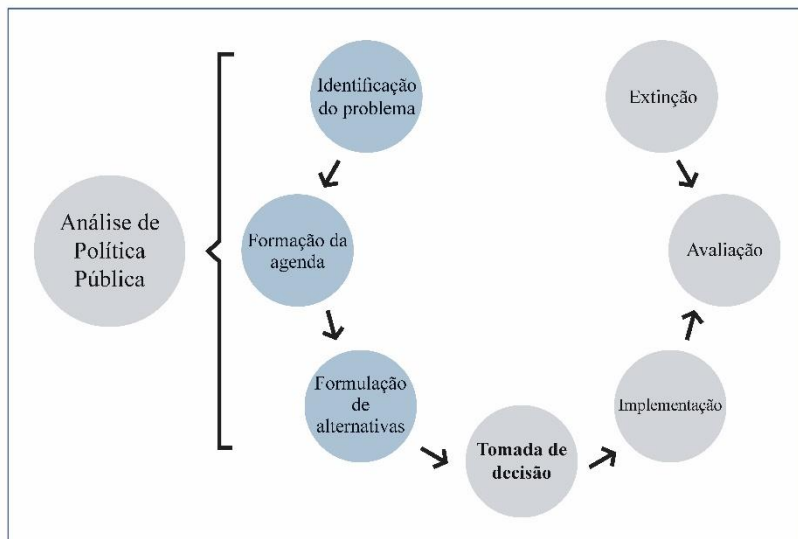 Análise de
Política
Pública
Identificação
do problema
Formação da
agenda
Formulação
de
alternativas
Tomada de
decisão
Implementação
Avaliação
Extinção